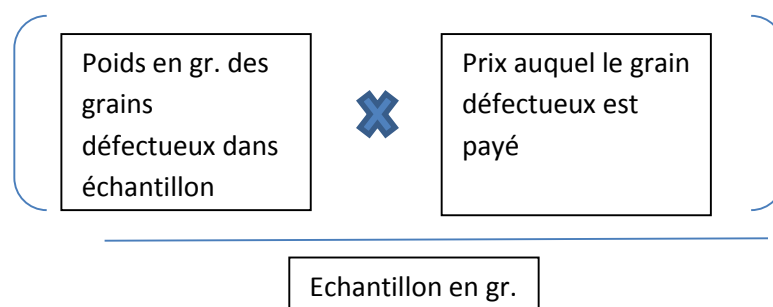 Poids en gr. des
grains
défectueux dans
échantillon
Prix auquel le grain
défectueux est
payé
Echantillon en gr.